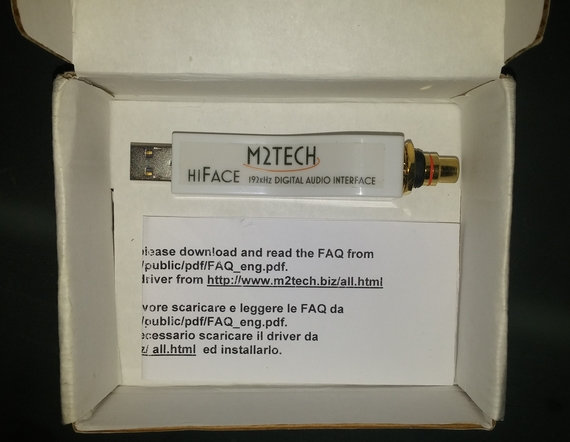 M2TECH
HIFACE 192kHz DIGITAL AUDIO INTERFACE
please download and read the FAQ from
/public/pdf/FAQ_eng.pdf.
driver from http://www.m2tech.biz/all.html
vore scaricare e leggere le FAQ da
/public/pdf/FAQ_eng.pdf.
ecessario scaricare il driver da
z/ all.html ed installarlo.